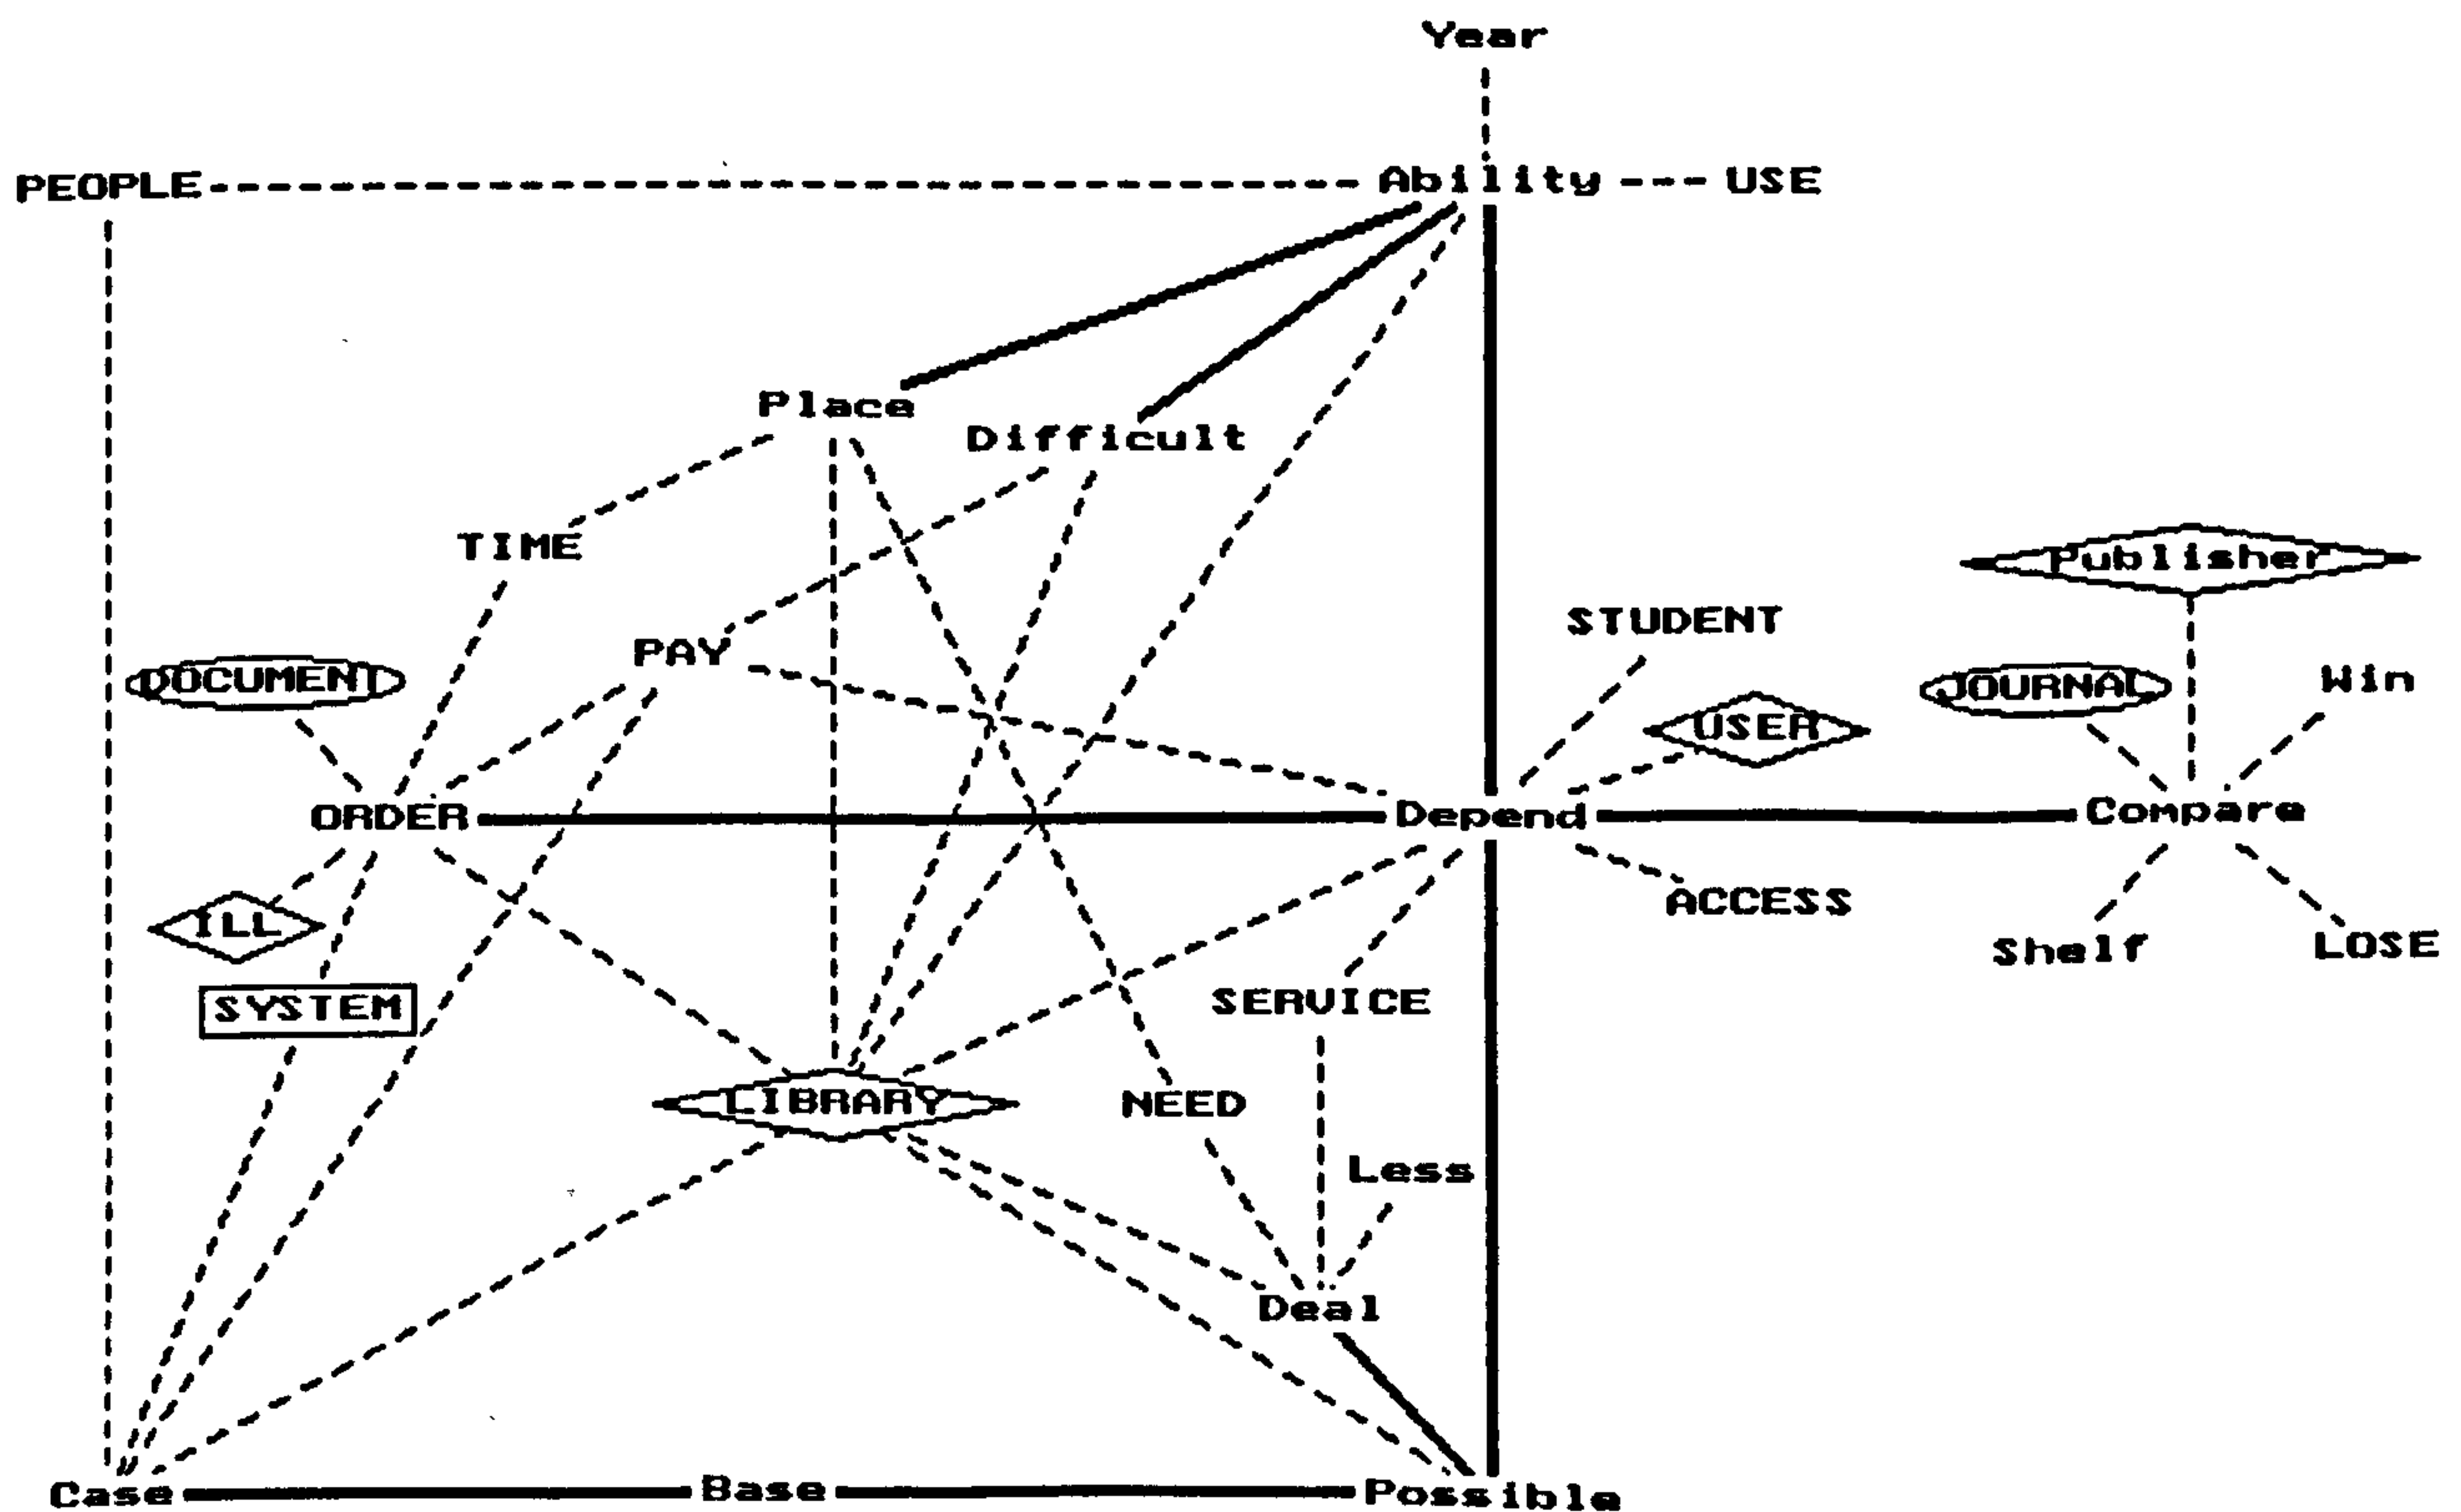 Year
PEOPLE
Ability
USE
Place
Difficult
TIME
Publisher
STUDENT
PAY
DOCUMENT
JOURNAL
Win
USER
ORDER
Depend
Compare
ACCESS
ILL
Shelf
LOSE
SYSTEM
SERVICE
LIBRARY
NEED
Less
Deal
Case
Base
Possible